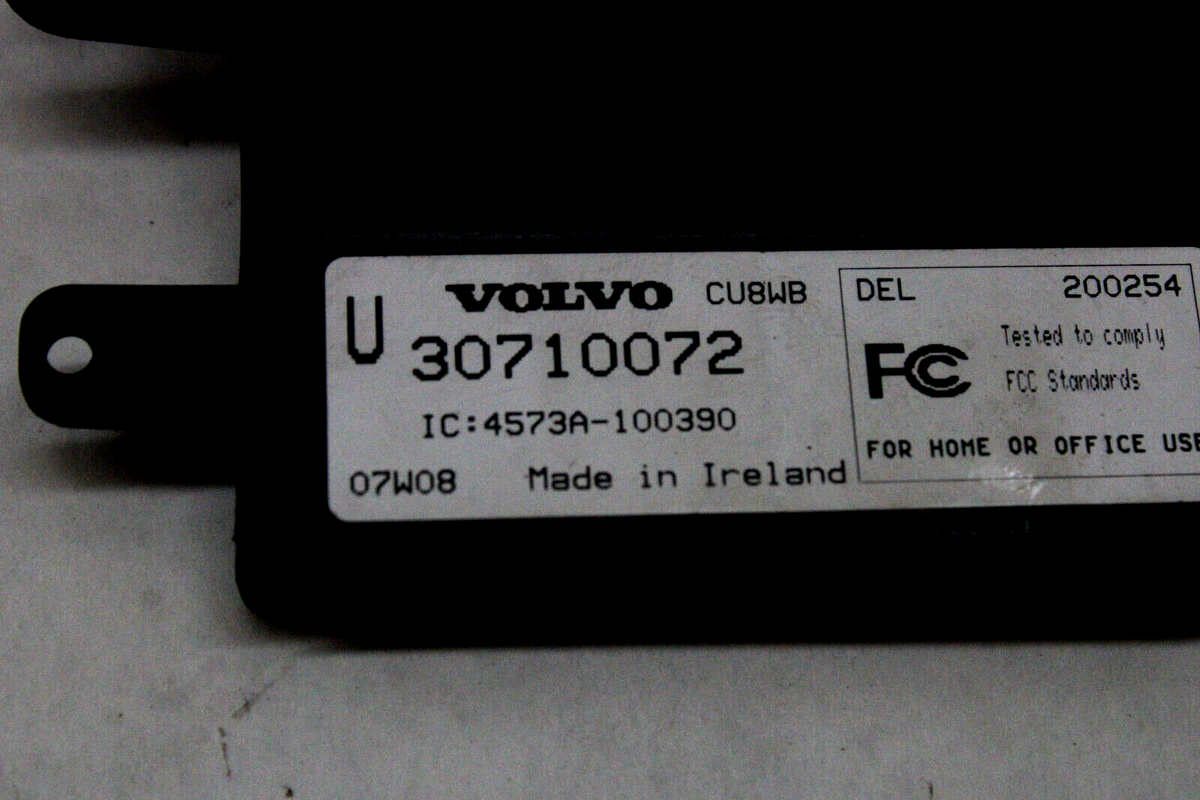 U
VOLVO CU8WB
30710072
IC:4573A-100390
07W08 Made in Ireland
DEL 200254
FC Tested to comply
FCC Standards
FOR HOME OR OFFICE USE